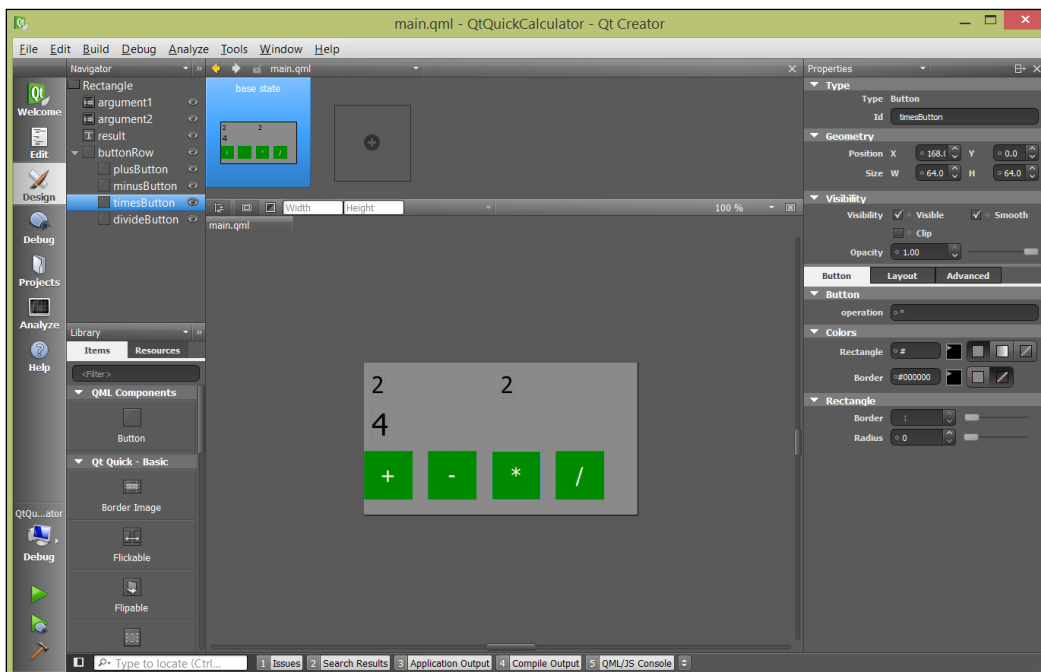 main.qml - QtQuickCalculator - Qt Creator
File Edit Build Debug Analyze Tools Window Help
Navigator
main.qml
Properties
Rectangle
argument1
argument2
result
buttonRow
plusButton
minusButton
timesButton
divideButton
Qt
Welcome
Edit
Design
Debug
Projects
Analyze
Help
base state
2 2
4
+ - * /
Width Height
100 %
main.qml
2 2
4
+ - * /
Library
Items Resources
<Filter>
QML Components
Button
Qt Quick - Basic
Border Image
Flickable
Flipable
Type
Type Button
Id timesButton
Geometry
Position X 168.( Y 0.0
Size W 64.0 H 64.0
Visibility
Visibility Visible Smooth
Clip
Opacity 1.00
Button Layout Advanced
Button
operation *
Colors
Rectangle #
Border #000000
Rectangle
Border 1
Radius 0
QtQu...ator
Debug
Type to locate (Ctrl...
1 Issues 2 Search Results 3 Application Output 4 Compile Output 5 QML/JS Console